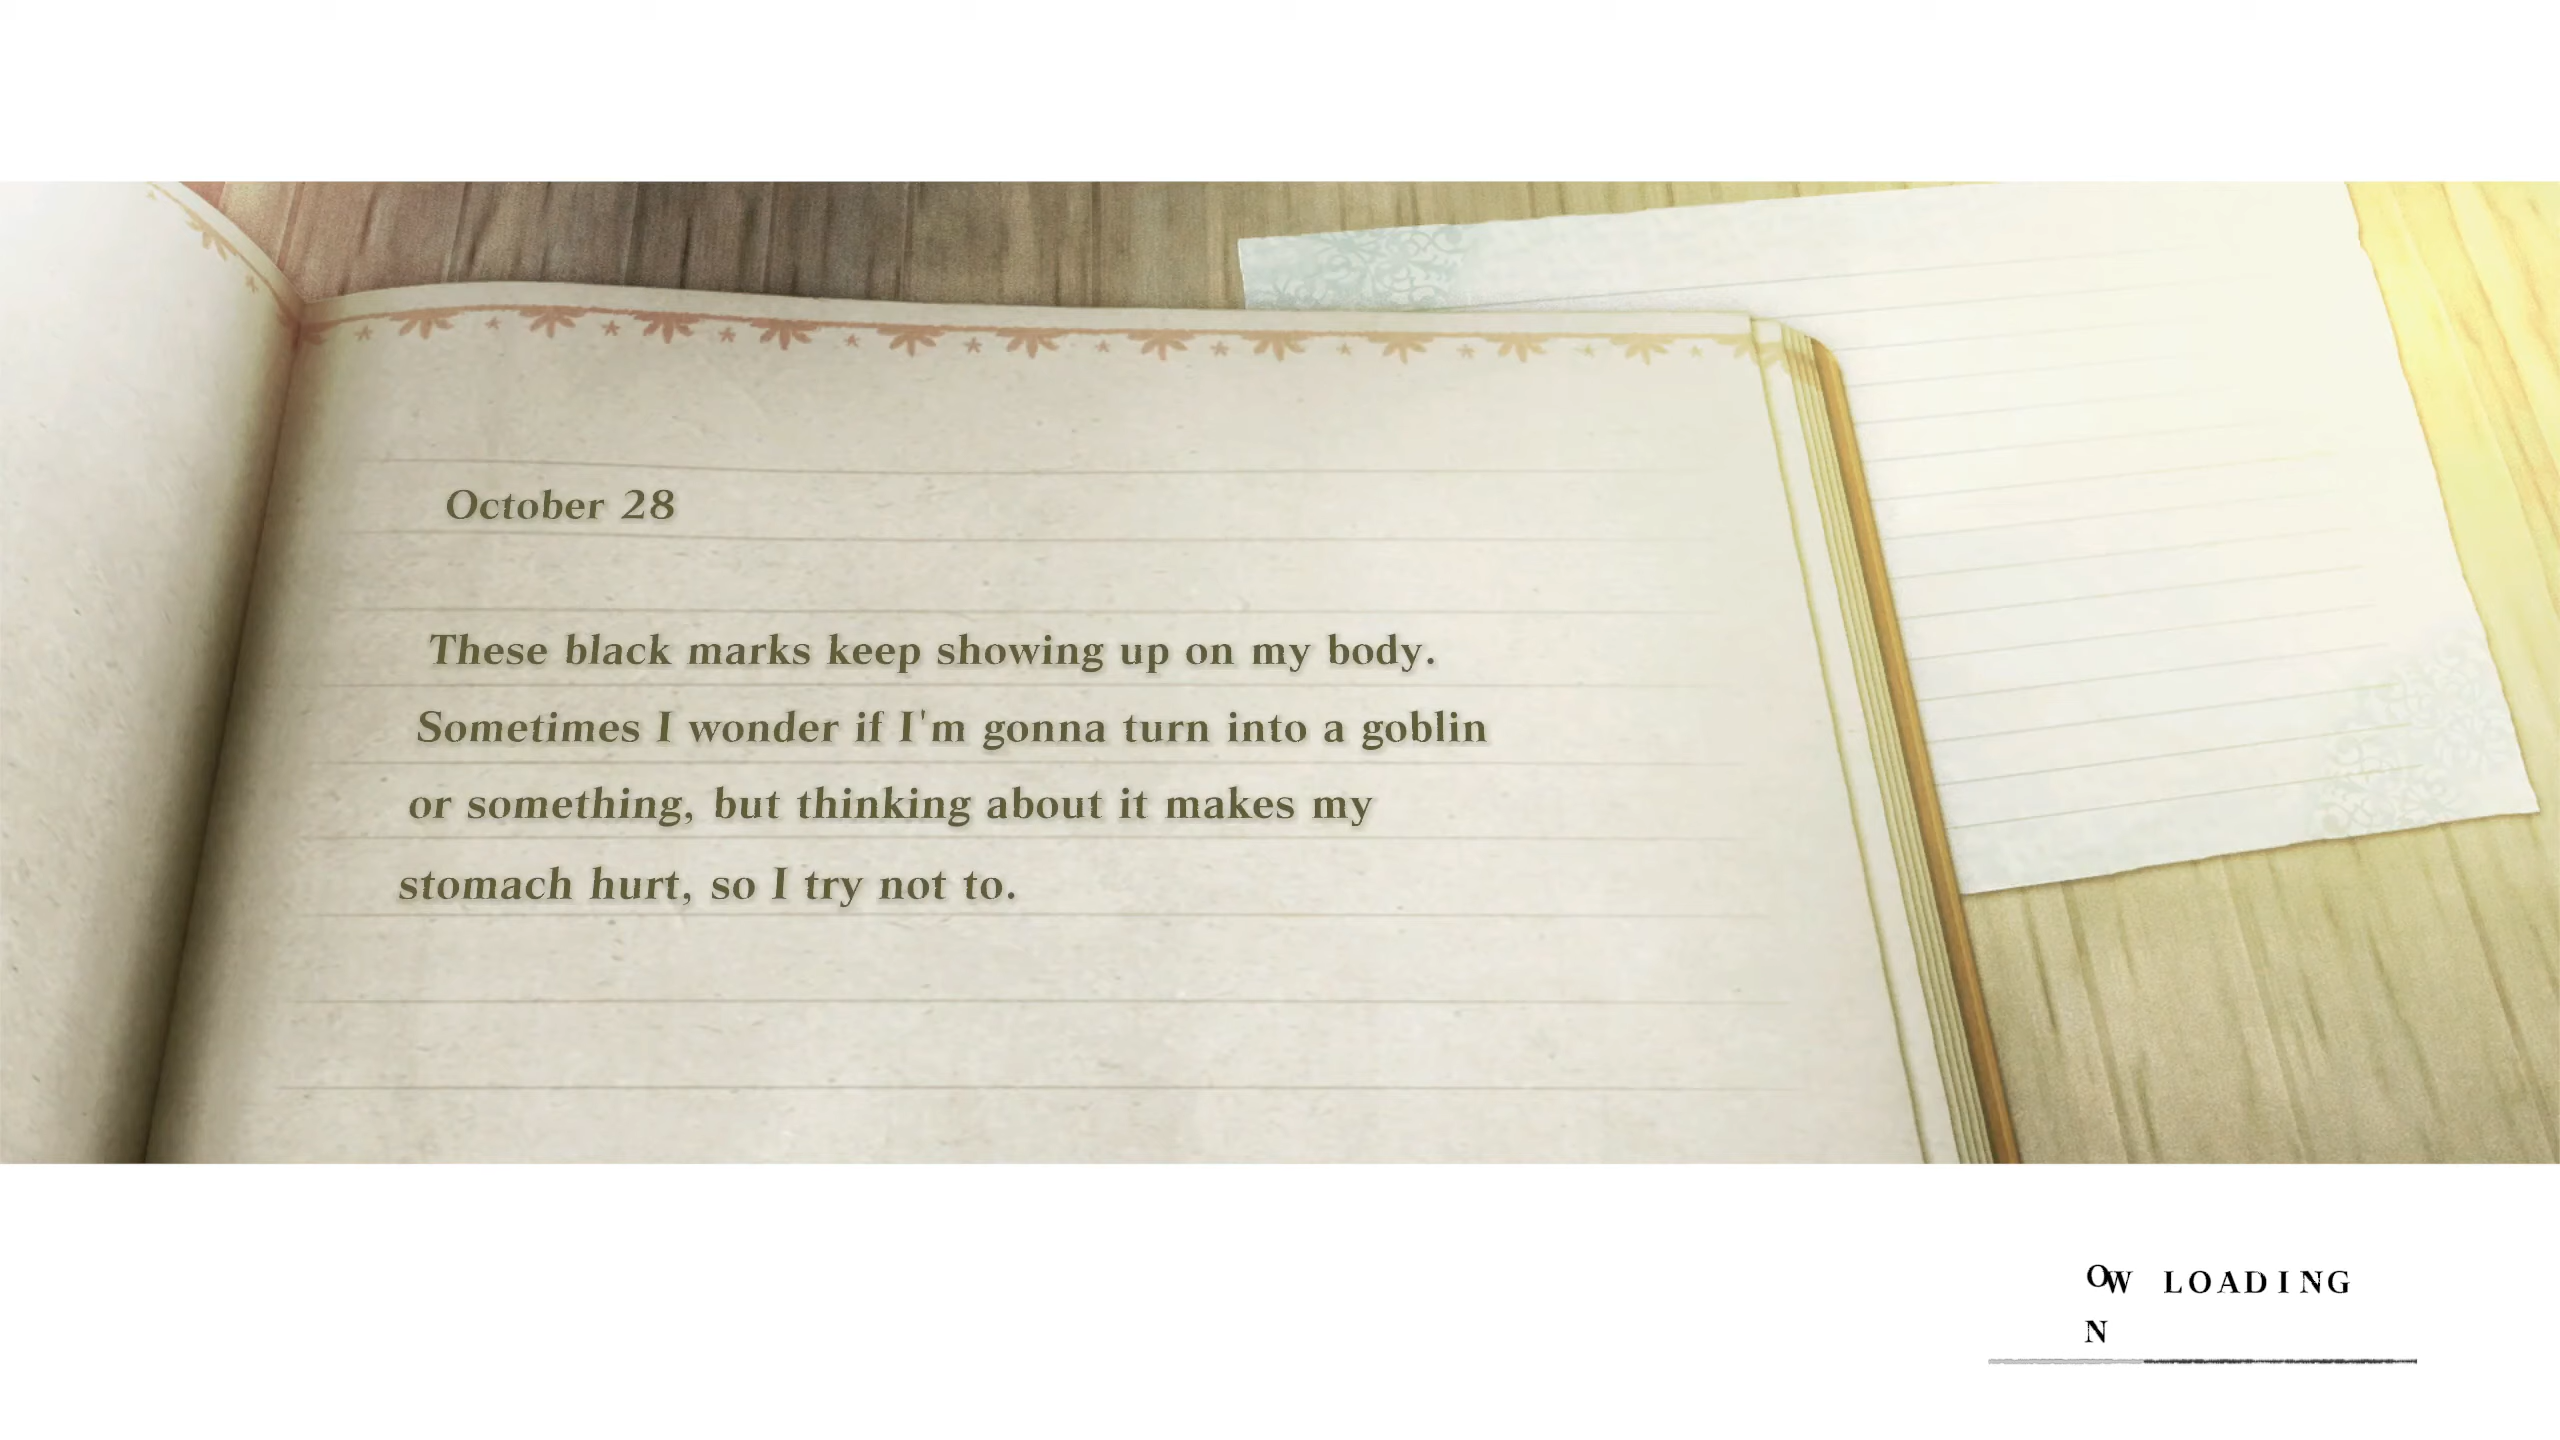 October 28
These black marks keep showing up on my body.
Sometimes I wonder if I'm gonna turn into a goblin
or something, but thinking about it makes my
stomach hurt, so I try not to.
NOW LOADING